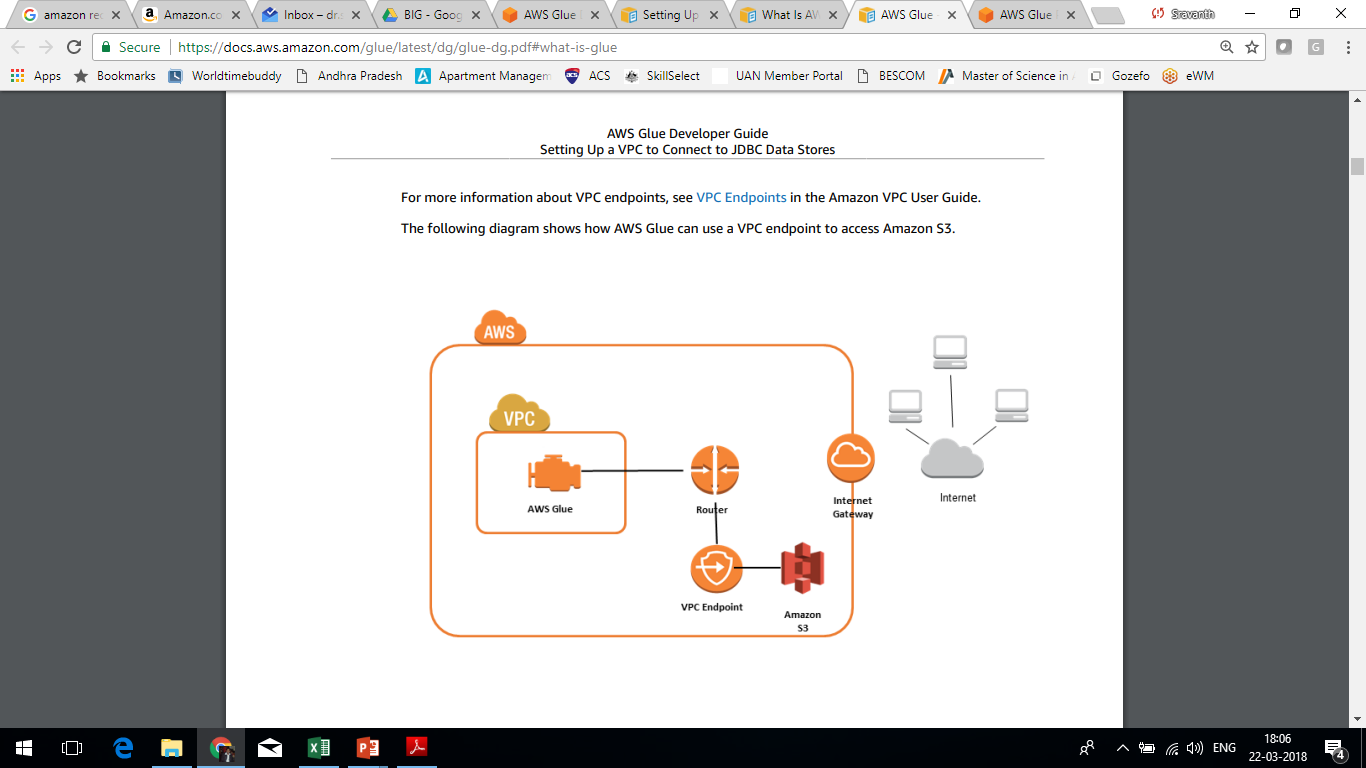 amazon rec
Amazon.co
Inbox – dr.
BIG - Goog
AWS Glue
Setting Up
What Is AW
AWS Glue
AWS Glue
Sravanth
Secure
https://docs.aws.amazon.com/glue/latest/dg/glue-dg.pdf#what-is-glue
Apps
Bookmarks
Worldtimebuddy
Andhra Pradesh
Apartment Managem
ACS
SkillSelect
UAN Member Portal
BESCOM
Master of Science in
Gozefo
eWM
AWS Glue Developer Guide
Setting Up a VPC to Connect to JDBC Data Stores
For more information about VPC endpoints, see VPC Endpoints in the Amazon VPC User Guide.
The following diagram shows how AWS Glue can use a VPC endpoint to access Amazon S3.
AWS
VPC
AWS Glue
Router
Internet
Gateway
Internet
VPC Endpoint
Amazon
S3
ENG
18:06
22-03-2018
4